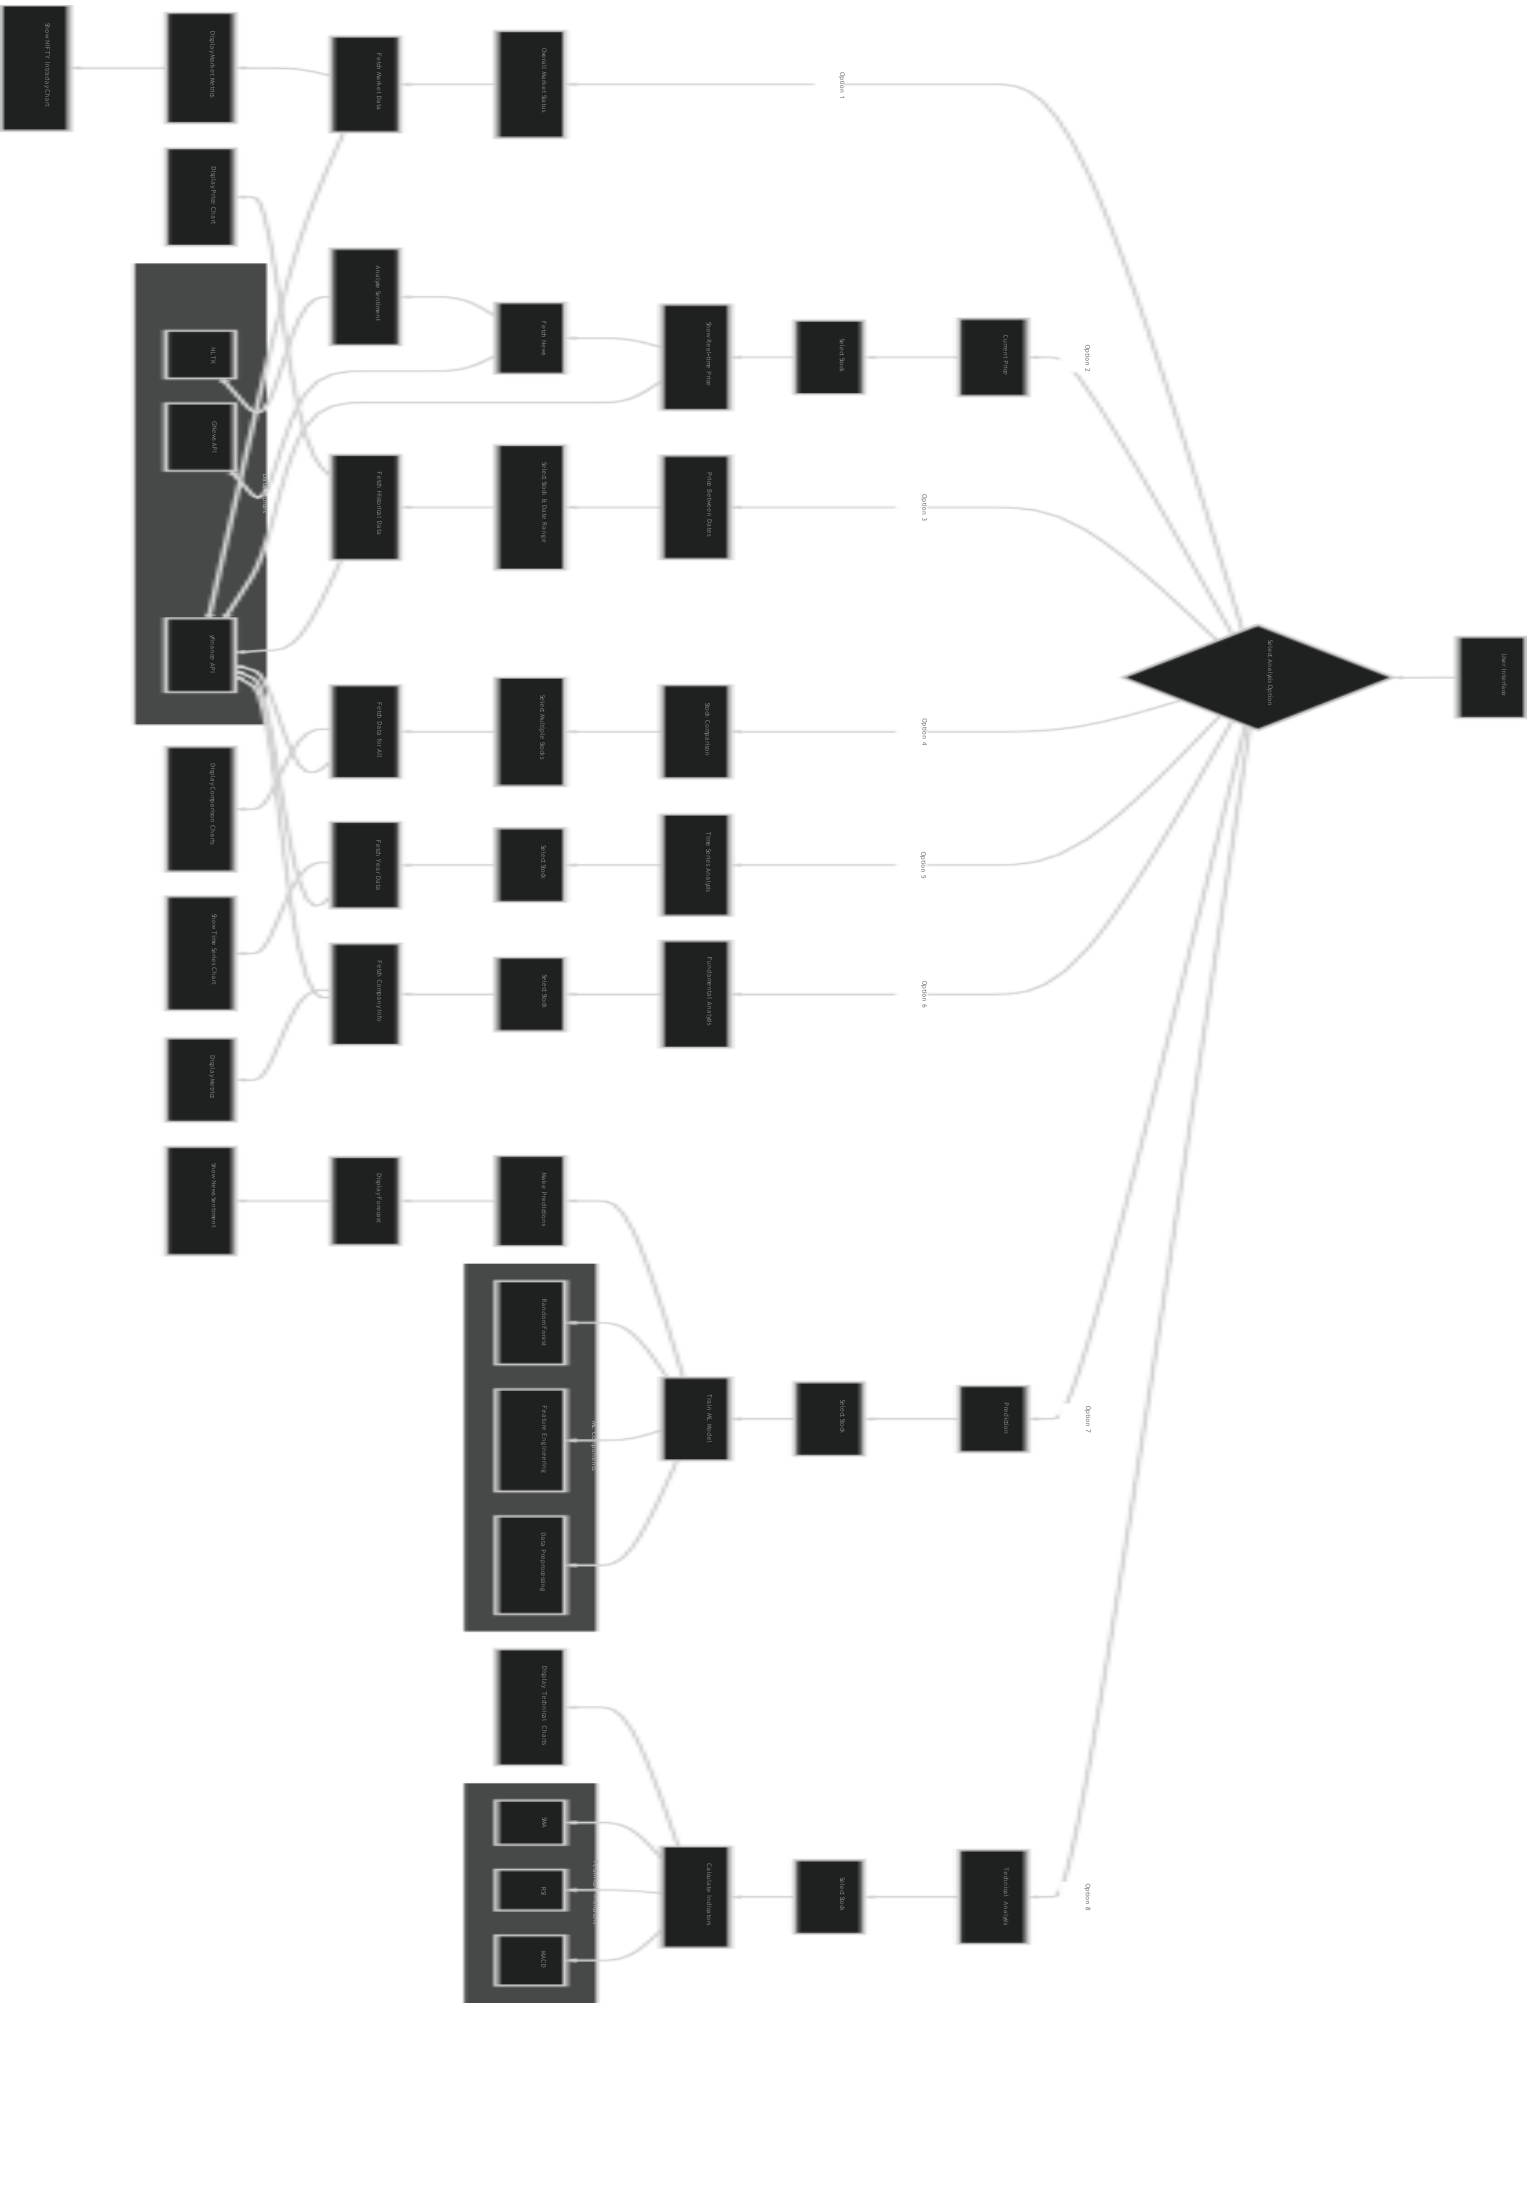 User Interface
Select Analysis Option
Option 1
Option 2
Option 3
Option 4
Option 5
Option 6
Option 7
Option 8
Current Price
Prediction
Technical Analysis
Overall Market Status
Select Stock
Price Between Dates
Stock Comparison
Time Series Analysis
Fundamental Analysis
Select Stock
Select Stock
Show Real-time Price
Select Stock & Date Range
Select Multiple Stocks
Select Stock
Select Stock
Train ML Model
Calculate Indicators
Fetch Market Data
Fetch News
Fetch Historical Data
Fetch Data for All
Fetch Year Data
Fetch Company Info
Make Predictions
Random Forest
Feature Engineering
Data Preprocessing
Display Technical Charts
SMA
RSI
MACD
Display Market Metrics
Display Price Chart
Analyze Sentiment
NLTK
GNews API
yfinance API
Display Comparison Charts
Show Time Series Chart
Display Metrics
Display Forecast
Show News Sentiment
Show NIFTY Intraday Chart